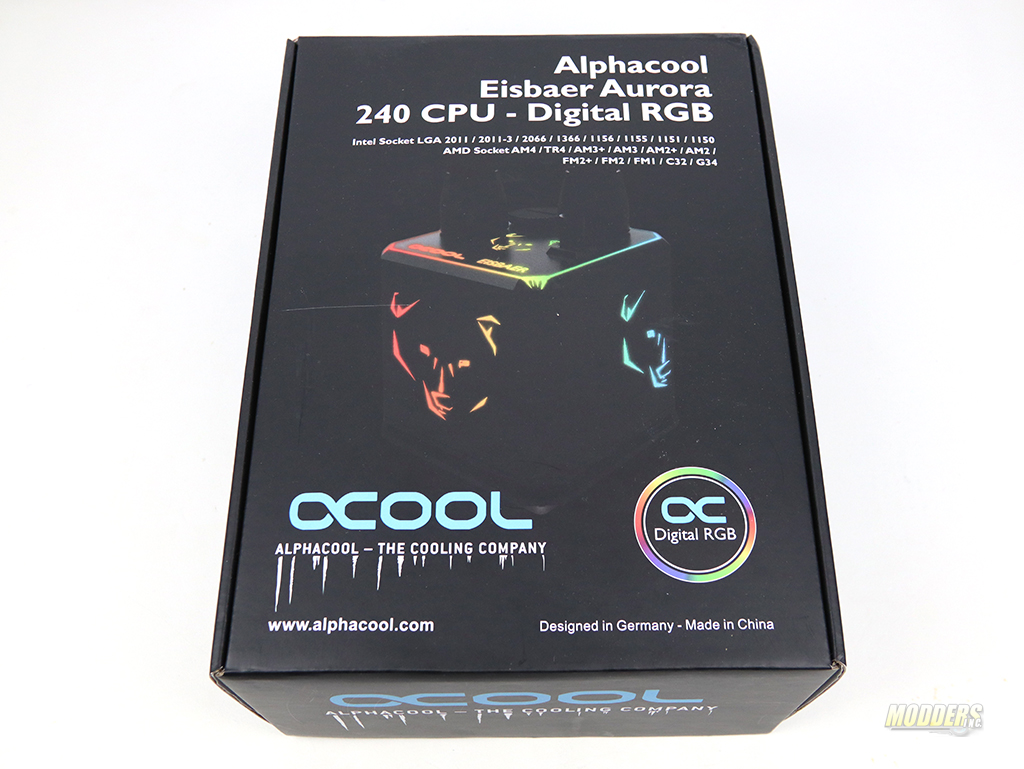 Alphacool
Eisbaer Aurora
240 CPU - Digital RGB
Intel Socket LGA 2011 / 2011-3 / 2066 / 1366 / 1156 / 1155 / 1151 / 1150
AMD Socket AM4 / TR4 / AM3+ / AM3 / AM2+ / AM2 /
FM2+ / FM2 / FM1 / C32 / G34
COOL
EISBAER
COOL
ALPHACOOL – THE COOLING COMPANY
Digital RGB
www.alphacool.com
Designed in Germany - Made in China
COOL
ALPHACOOL – THE COOLING COMPANY
MODDERS INC.